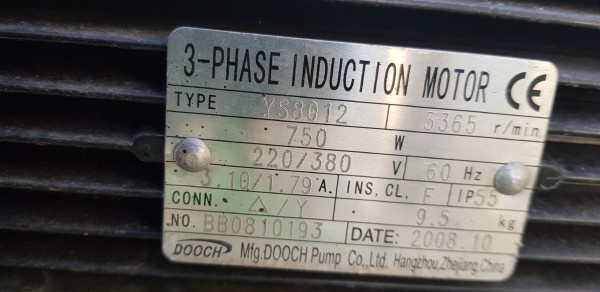 3-PHASE INDUCTION MOTOR CE
TYPE YS8012 3365 r/min
750 W
220/380 V 60 Hz
3.10/1.79 A. INS,CL, F IP55
CONN. △/Y 9.5 kg
NO. BB0810193 DATE: 2008.10
DOOCH Mfg.DOOCH Pump Co.,Ltd. Hangzhou,Zhejiang,China